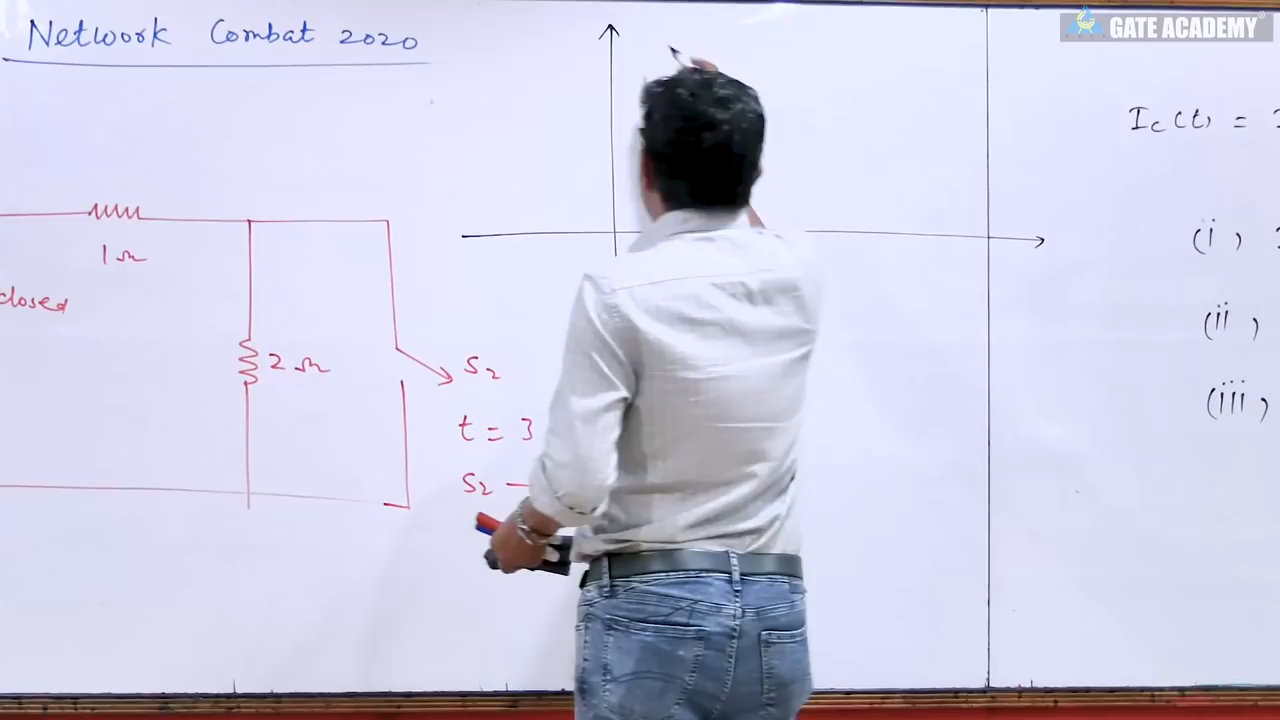 Network Combat 2020
GATE ACADEMY
1Ω
closed
2Ω
S2
t = 3
S2 —
Ic(t) =
(i)
(ii)
(iii)